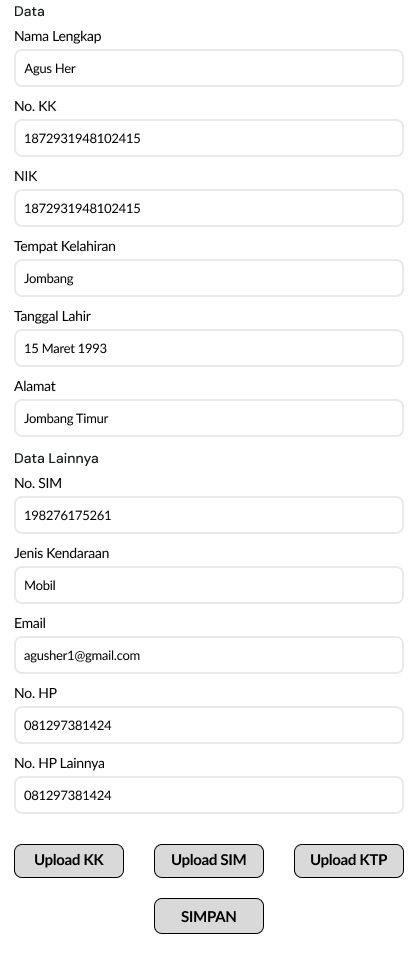 Data
Nama Lengkap
Agus Her
No. KK
1872931948102415
NIK
1872931948102415
Tempat Kelahiran
Jombang
Tanggal Lahir
15 Maret 1993
Alamat
Jombang Timur
Data Lainnya
No. SIM
198276175261
Jenis Kendaraan
Mobil
Email
agusher1@gmail.com
No. HP
081297381424
No. HP Lainnya
081297381424
Upload KK Upload SIM Upload KTP
SIMPAN